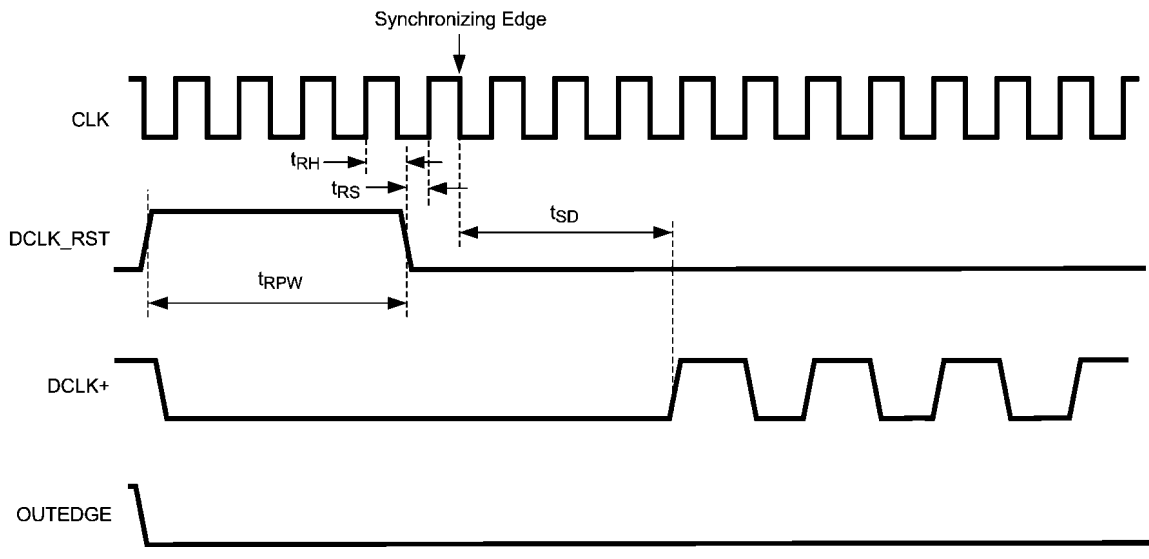 Synchronizing Edge
CLK
tRH
tRS
tSD
DCLK_RST
tRPW
DCLK+
OUTEDGE